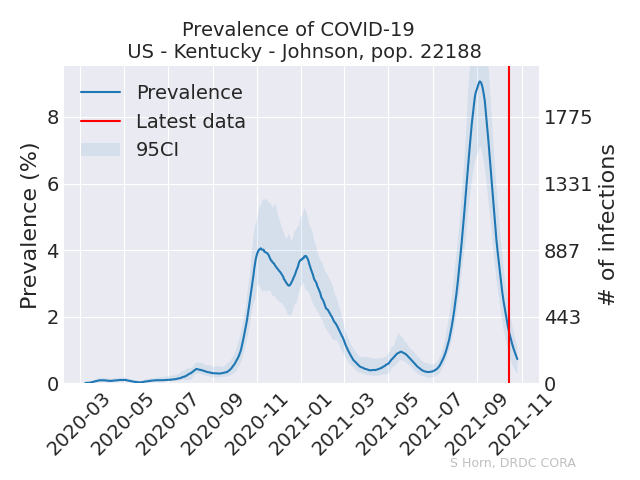 Prevalence of COVID-19
US - Kentucky - Johnson, pop. 22188
Prevalence
Latest data
95CI
Prevalence (%)
8
6
4
2
0
1775
1331
887
443
0
# of infections
2020-03
2020-05
2020-07
2020-09
2020-11
2021-01
2021-03
2021-05
2021-07
2021-09
2021-11
S Horn, DRDC CORA